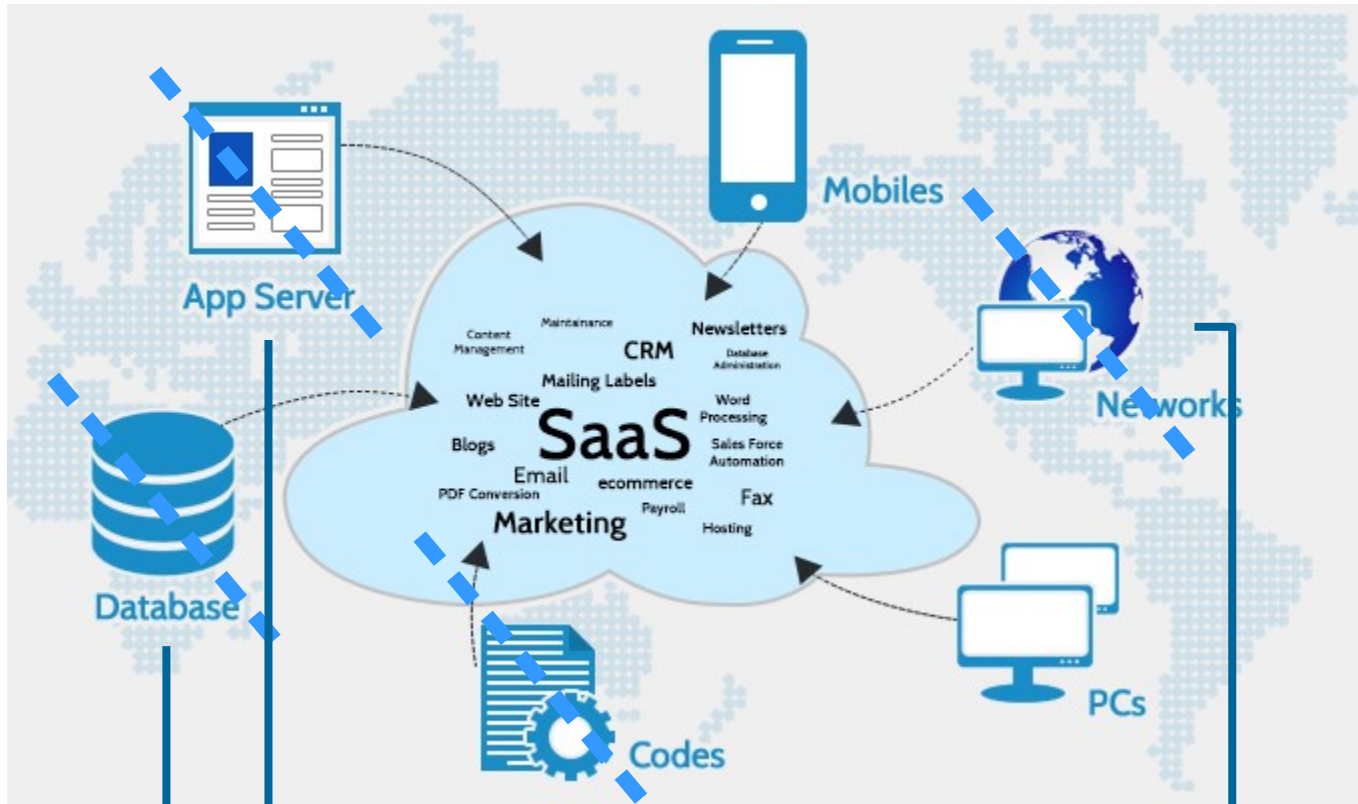 Mobiles
App Server
Networks
Maintainance
Content
Management
CRM
Newsletters
Database
Administration
Mailing Labels
Web Site
Word
Processing
SaaS
Blogs
Sales Force
Automation
Email
ecommerce
PDF Conversion
Payroll
Fax
Marketing
Hosting
Database
Codes
PCs